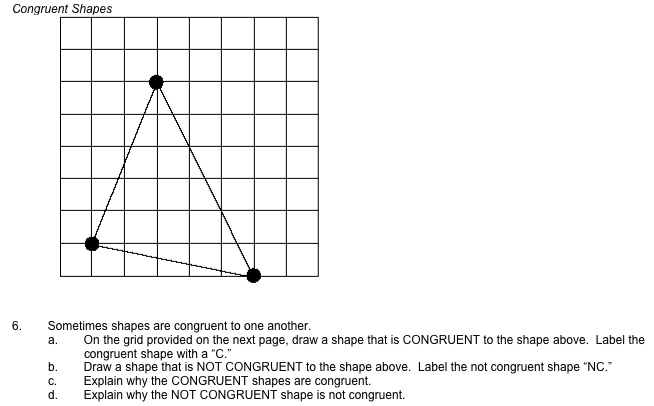 Congruent Shapes
6. Sometimes shapes are congruent to one another.
a. On the grid provided on the next page, draw a shape that is CONGRUENT to the shape above. Label the
congruent shape with a “C.”
b. Draw a shape that is NOT CONGRUENT to the shape above. Label the not congruent shape “NC.”
c. Explain why the CONGRUENT shapes are congruent.
d. Explain why the NOT CONGRUENT shape is not congruent.